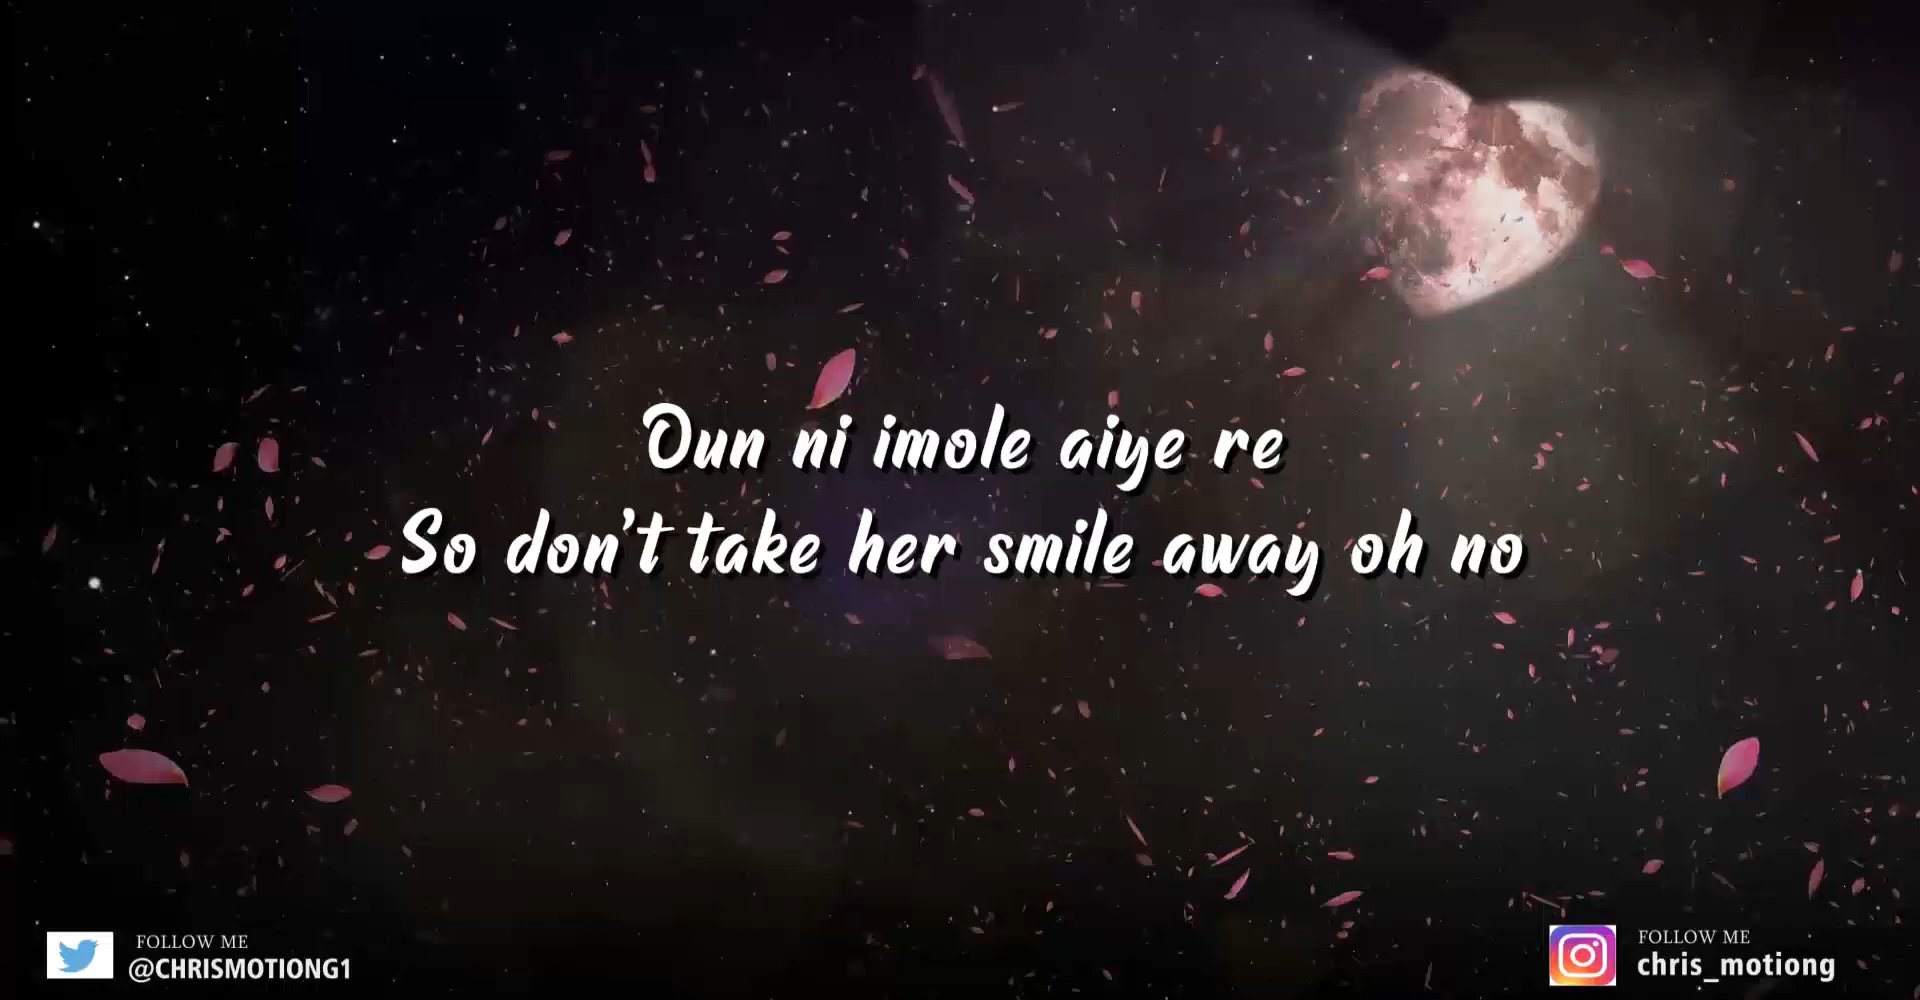 Oun ni imole aiye re
So don't take her smile away oh no
FOLLOW ME
@CHRISMOTIONG1
FOLLOW ME
chris_motiong